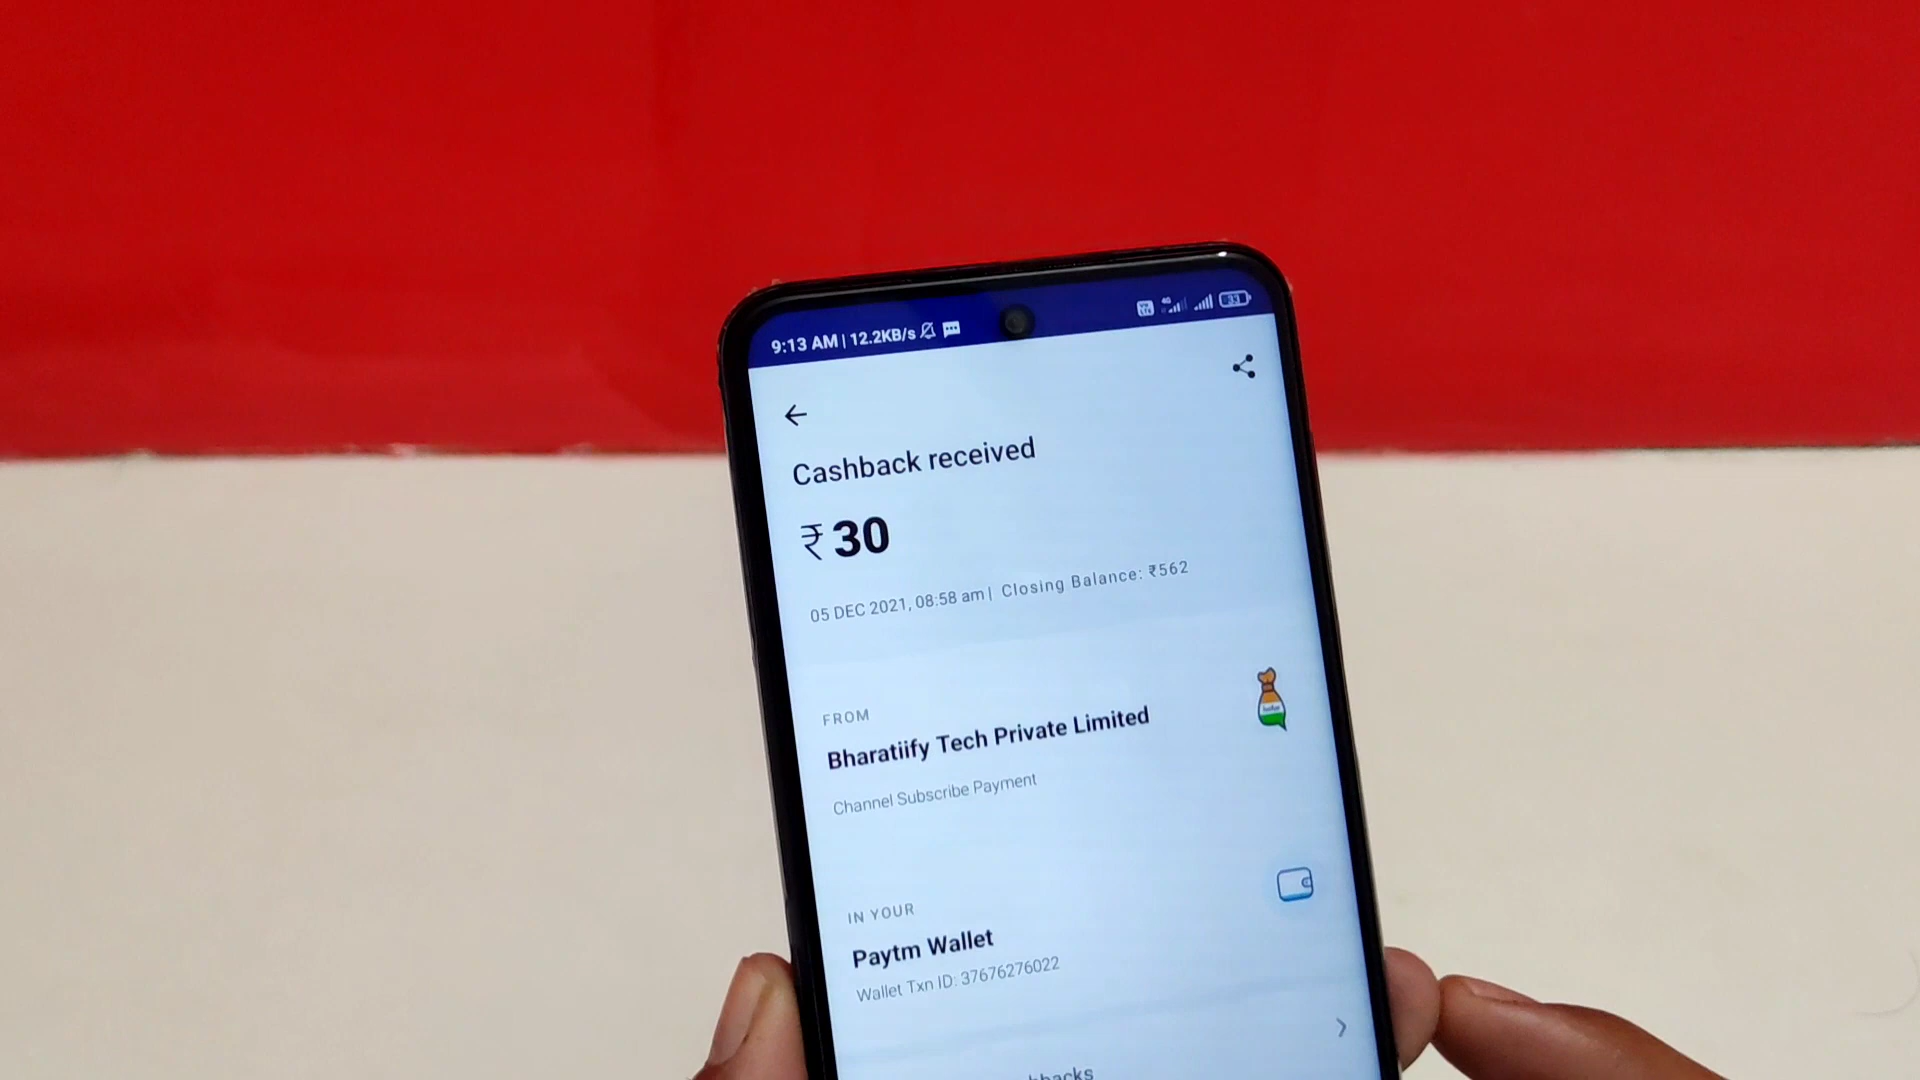 9:13 AM | 12.2KB/s
33
Cashback received
₹30
05 DEC 2021, 08:58 am | Closing Balance: ₹562
FROM
Bharatiify Tech Private Limited
Channel Subscribe Payment
IN YOUR
Paytm Wallet
Wallet Txn ID: 37676276022